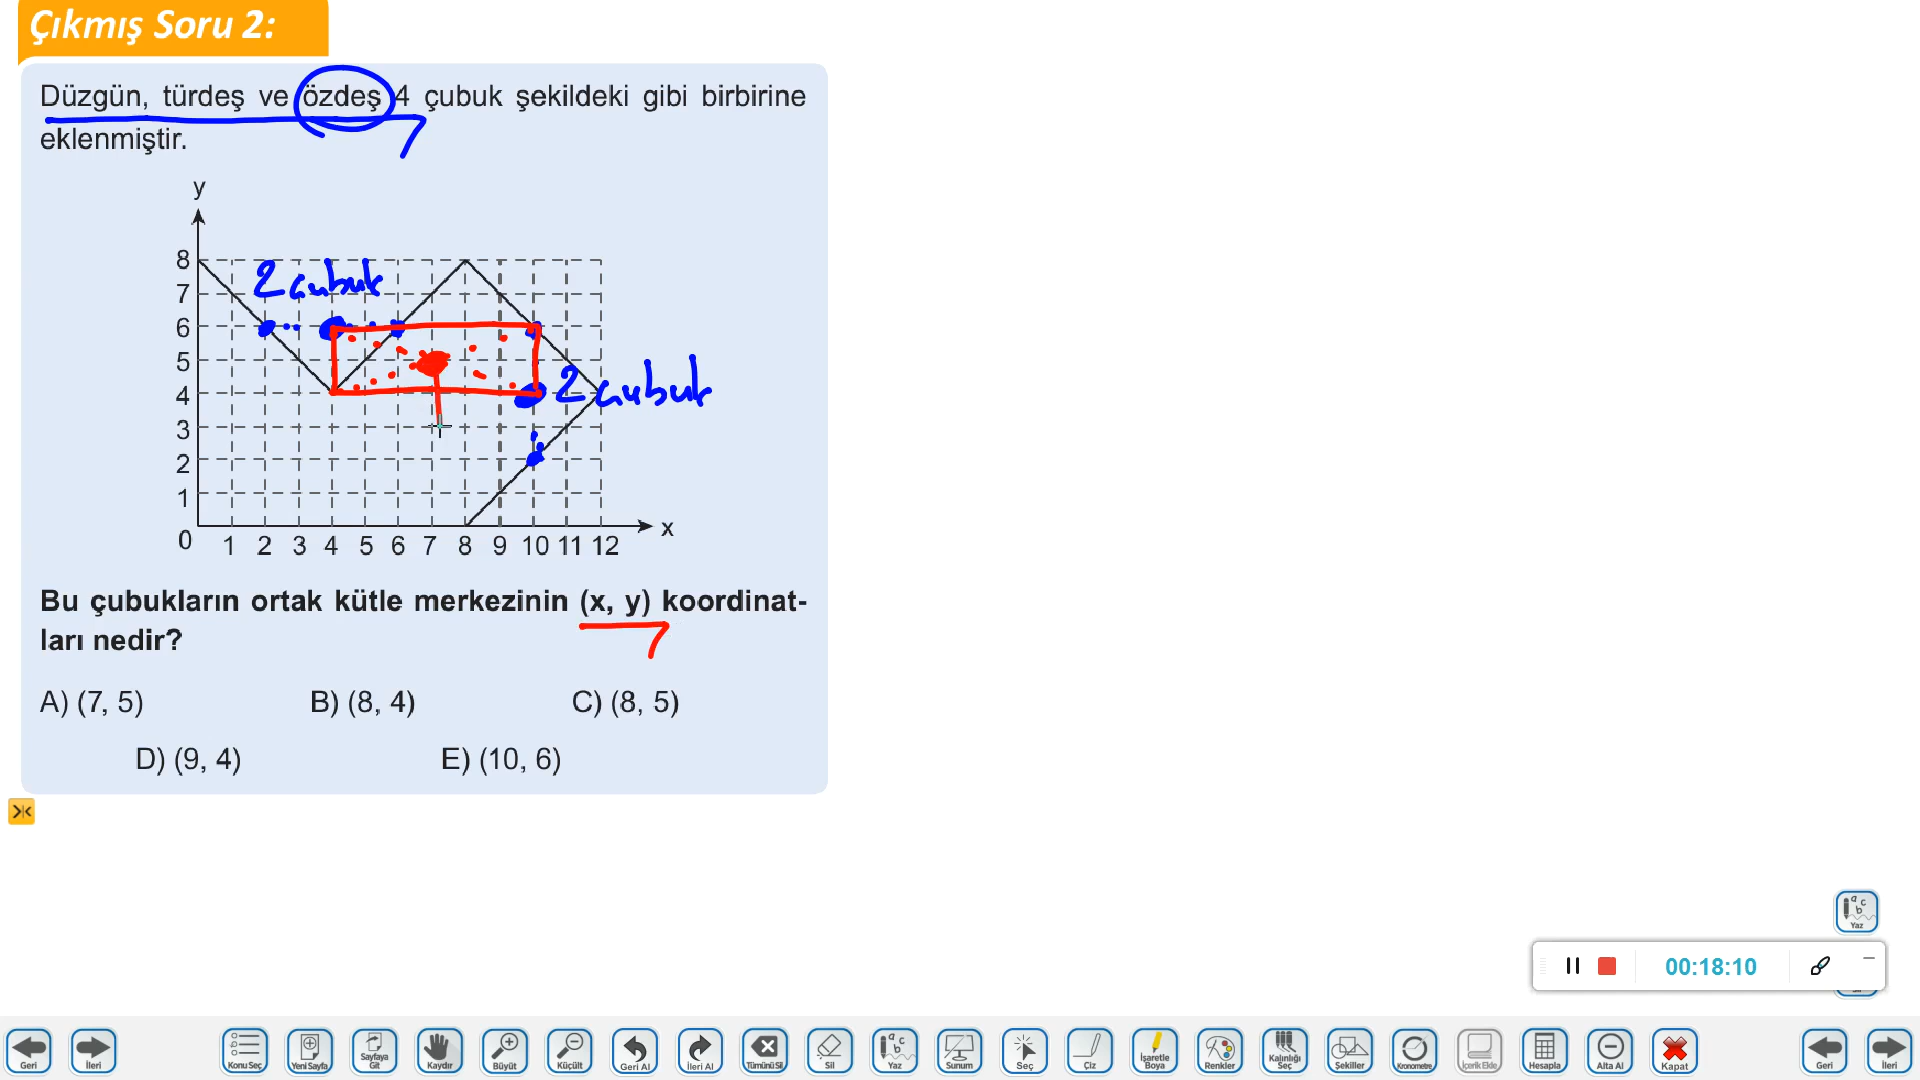 Çıkmış Soru 2:
Düzgün, türdeş ve özdeş 4 çubuk şekildeki gibi birbirine
eklenmiştir.
y
8
7
6
5
4
3
2
1
0
1 2 3 4 5 6 7 8 9 10 11 12
x
2 çubuk
2 çubuk
Bu çubukların ortak kütle merkezinin (x, y) koordinat-
ları nedir?
A) (7, 5) B) (8, 4) C) (8, 5)
D) (9, 4) E) (10, 6)
a b c
Yaz
00:18:10
Geri İleri Konu Seç Yeni Sayfa Sayfaya Git Kaydır Büyüt Küçült Geri Al İleri Al Tümünü Sil Sil Yaz Sunum Seç Çiz İşaretle Boya Renkler Kalınlığı Seç Şekiller Kronometre İçerik Ekle Hesapla Alta Al Kapat Geri İleri